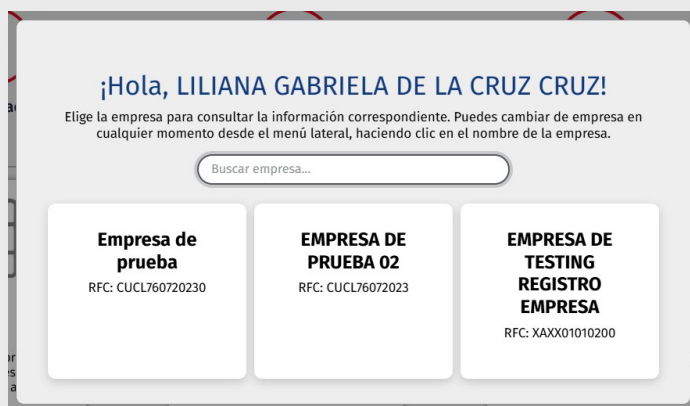 ¡Hola, LILIANA GABRIELA DE LA CRUZ CRUZ!
Elige la empresa para consultar la información correspondiente. Puedes cambiar de empresa en
cualquier momento desde el menú lateral, haciendo clic en el nombre de la empresa.
Buscar empresa...
Empresa de
prueba
RFC: CUCL760720230
EMPRESA DE
PRUEBA 02
RFC: CUCL76072023
EMPRESA DE
TESTING
REGISTRO
EMPRESA
RFC: XAXX01010200